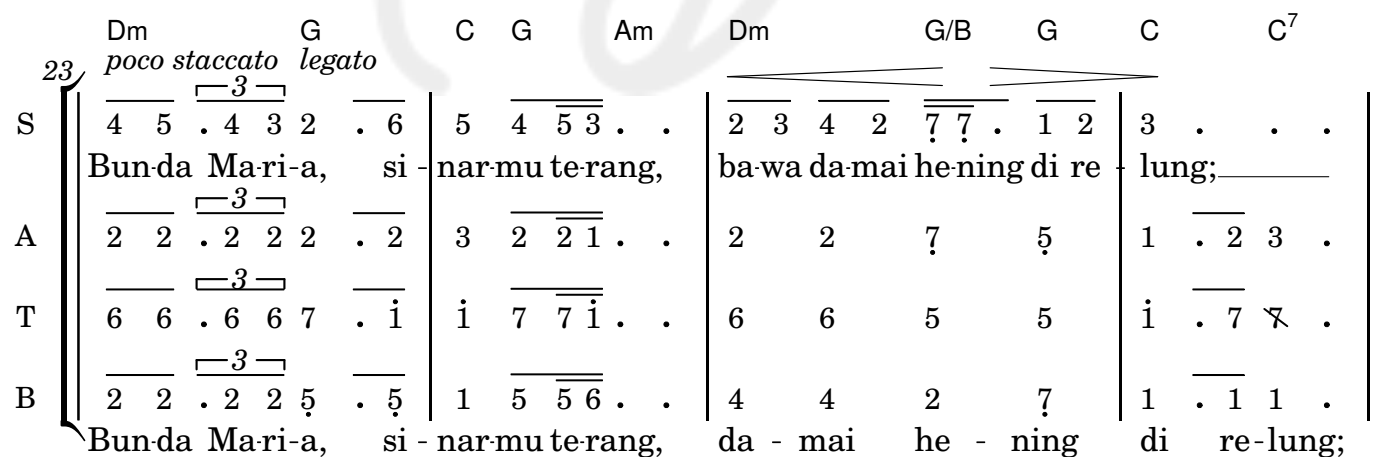 Dm G C G Am Dm G/B G C C7
23 poco staccato legato
3
S 4 5 . 4 3 2 . 6 5 4 5 3 . . 2 3 4 2 7̣ 7̣ . 1 2 3 . . .
Bun-da Ma-ri-a, si - nar-mu te-rang, ba-wa da-mai he-ning di re - lung;
3
A 2 2 . 2 2 2 . 2 3 2 2 1 . . 2 2 7̣ 5̣ 1 . 2 3 .
3
T 6 6 . 6 6 7 . 1̇ 1̇ 7 7 1̇ . . 6 6 5 5 1̇ . 7 7̷ .
3
B 2 2 . 2 2 5̣ . 5̣ 1 5 5 6 . . 4 4 2 7̣ 1 . 1 1 .
Bun-da Ma-ri-a, si - nar-mu te-rang, da - mai he - ning di re-lung;